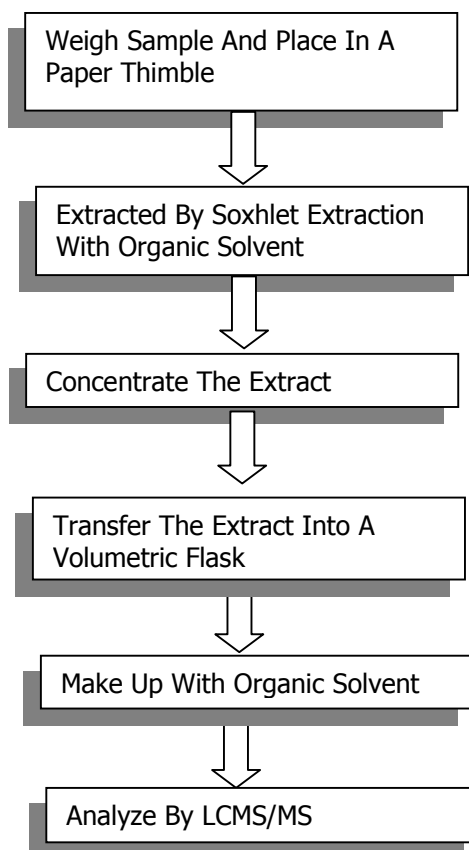 Weigh Sample And Place In A
Paper Thimble
Extracted By Soxhlet Extraction
With Organic Solvent
Concentrate The Extract
Transfer The Extract Into A
Volumetric Flask
Make Up With Organic Solvent
Analyze By LCMS/MS